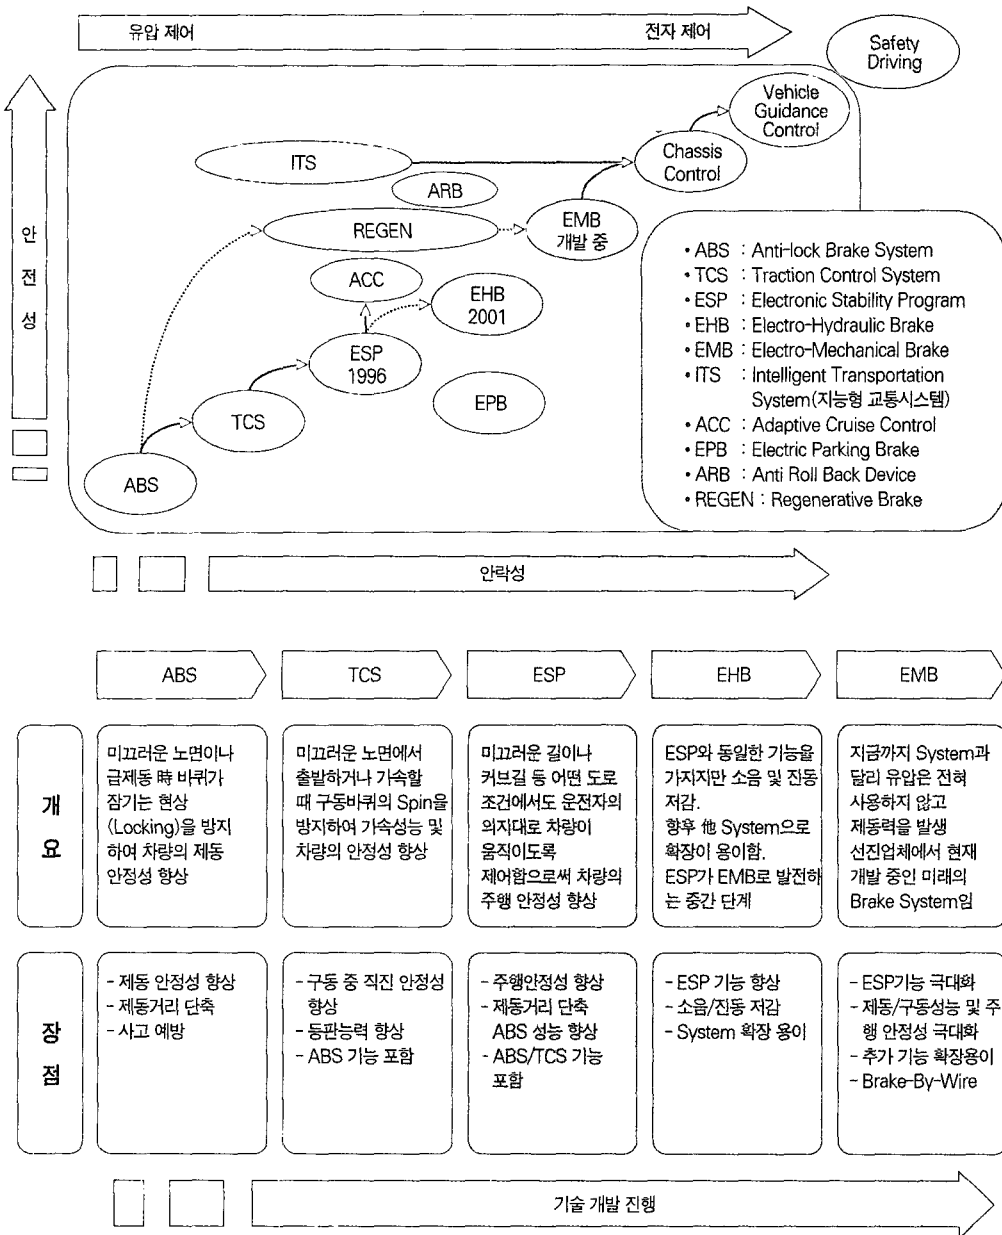 유압 제어
전자 제어
Safety
Driving
Vehicle
Guidance
Control
Chassis
Control
ITS
ARB
REGEN
EMB
개발 중
ACC
EHB
2001
ESP
1996
EPB
TCS
ABS
안
전
성
• ABS : Anti-lock Brake System
• TCS : Traction Control System
• ESP : Electronic Stability Program
• EHB : Electro-Hydraulic Brake
• EMB : Electro-Mechanical Brake
• ITS : Intelligent Transportation
System(지능형 교통시스템)
• ACC : Adaptive Cruise Control
• EPB : Electric Parking Brake
• ARB : Anti Roll Back Device
• REGEN : Regenerative Brake
안락성
ABS
TCS
ESP
EHB
EMB
개
요
미끄러운 노면이나
급제동 時 바퀴가
잠기는 현상
(Locking)을 방지
하여 차량의 제동
안정성 향상
미끄러운 노면에서
출발하거나 가속할
때 구동바퀴의 Spin을
방지하여 가속성능 및
차량의 안정성 향상
미끄러운 길이나
커브길 등 어떤 도로
조건에서도 운전자의
의지대로 차량이
움직이도록
제어함으로써 차량의
주행 안정성 향상
ESP와 동일한 기능을
가지지만 소음 및 진동
저감.
향후 他 System으로
확장이 용이함.
ESP가 EMB로 발전하
는 중간 단계
지금까지 System과
달리 유압은 전혀
사용하지 않고
제동력을 발생
선진업체에서 현재
개발 중인 미래의
Brake System임
장
점
- 제동 안정성 향상
- 제동거리 단축
- 사고 예방
- 구동 중 직진 안정성
향상
- 등판능력 향상
- ABS 기능 포함
- 주행안정성 향상
- 제동거리 단축
ABS 성능 향상
- ABS/TCS 기능
포함
- ESP 기능 향상
- 소음/진동 저감
- System 확장 용이
- ESP기능 극대화
- 제동/구동성능 및 주
행 안정성 극대화
- 추가 기능 확장용이
- Brake-By-Wire
기술 개발 진행